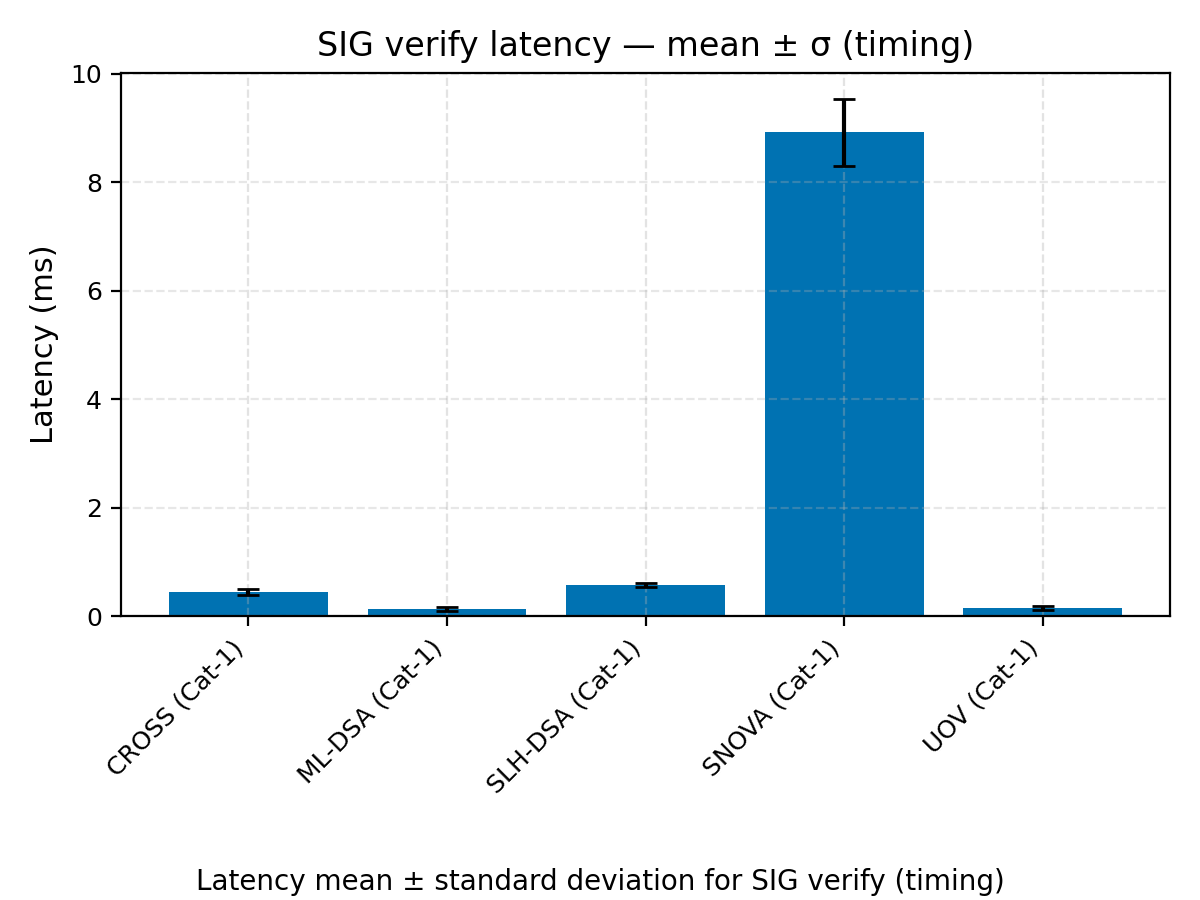 SIG verify latency — mean ± σ (timing)
Latency (ms)
10
8
6
4
2
0
CROSS (Cat-1)
ML-DSA (Cat-1)
SLH-DSA (Cat-1)
SNOVA (Cat-1)
UOV (Cat-1)
Latency mean ± standard deviation for SIG verify (timing)